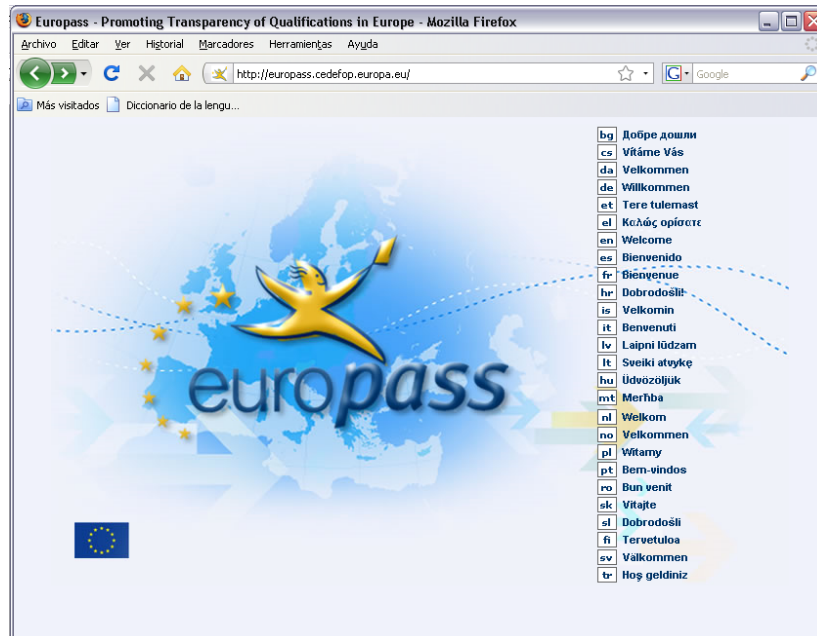 Europass - Promoting Transparency of Qualifications in Europe - Mozilla Firefox
Archivo Editar Ver Historial Marcadores Herramientas Ayuda
http://europass.cedefop.europa.eu/ G Google
Más visitados Diccionario de la lengu...
bg Добре дошли
cs Vítáme Vás
da Velkommen
de Willkommen
et Tere tulemast
el Καλώς ορίσατε
en Welcome
es Bienvenido
fr Bienvenue
hr Dobrodošli!
is Velkomin
it Benvenuti
lv Laipni lūdzam
lt Sveiki atvykę
hu Üdvözöljük
mt Merħba
nl Welkom
no Velkommen
pl Witamy
pt Bem-vindos
ro Bun venit
sk Vitajte
sl Dobrodošli
fi Tervetuloa
sv Välkommen
tr Hoş geldiniz
europass